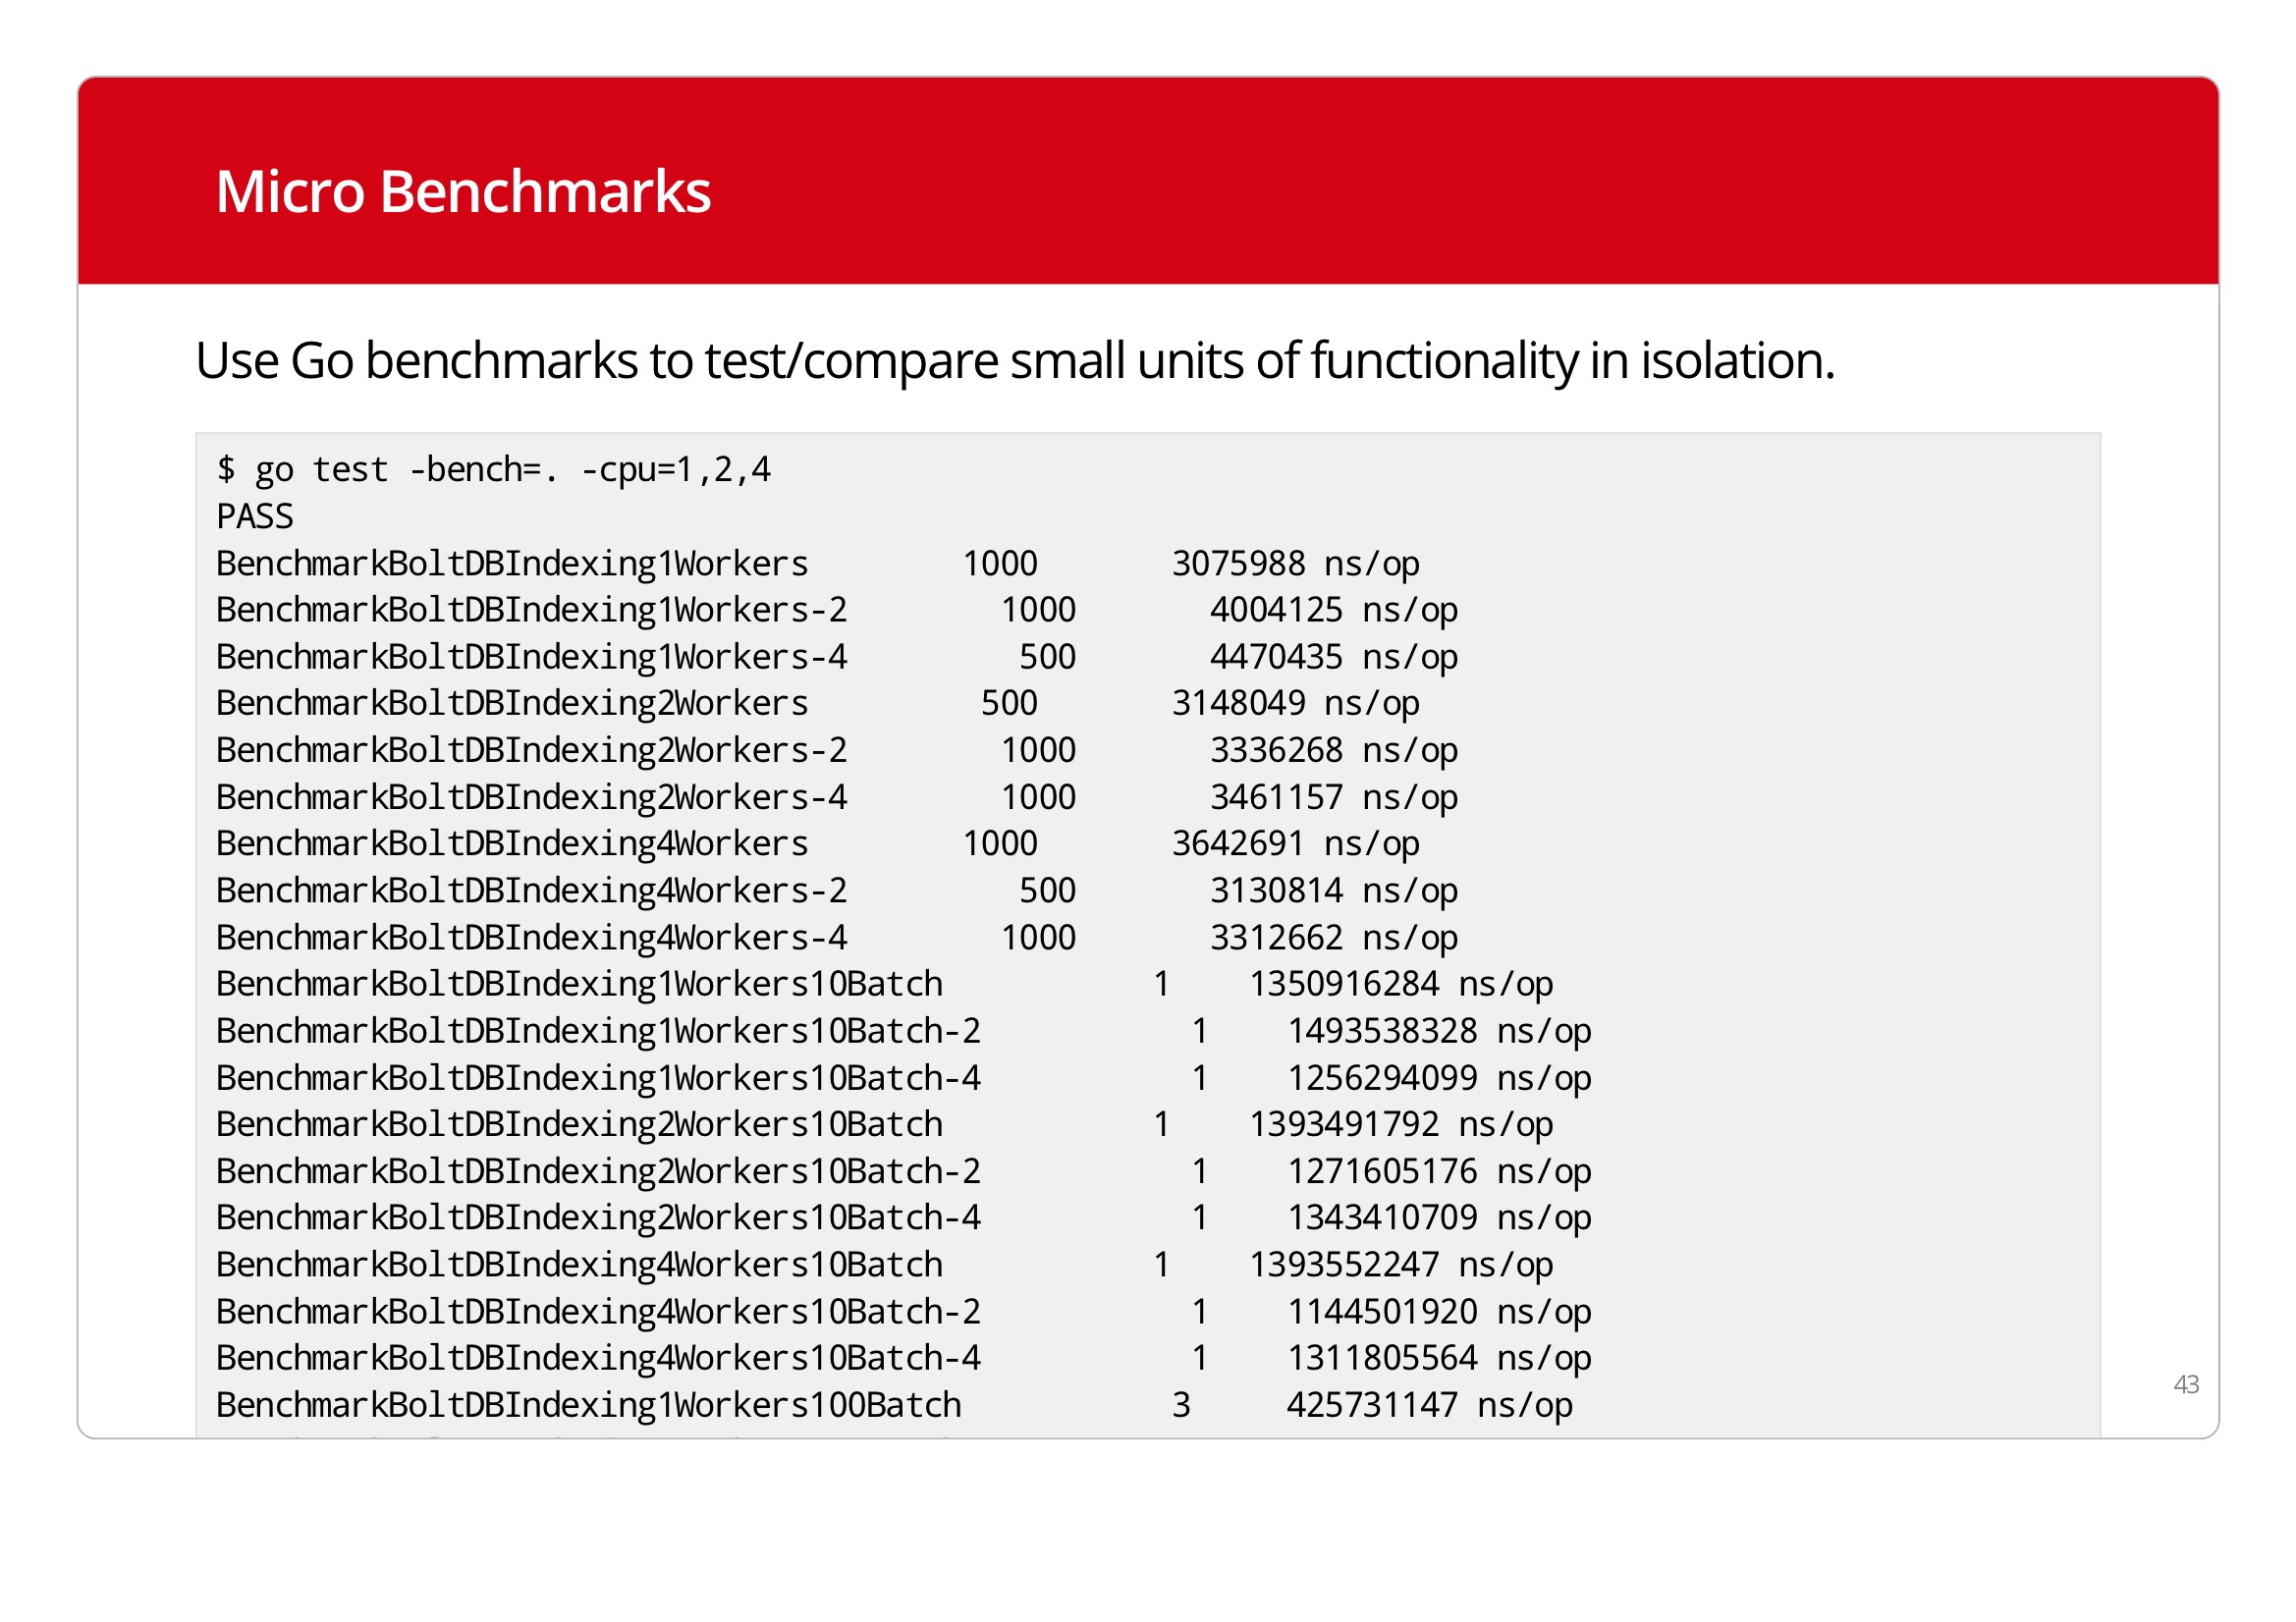 Micro Benchmarks
Use Go benchmarks to test/compare small units of functionality in isolation.
$ go test -bench=. -cpu=1,2,4
PASS
BenchmarkBoltDBIndexing1Workers        1000       3075988 ns/op
BenchmarkBoltDBIndexing1Workers-2        1000       4004125 ns/op
BenchmarkBoltDBIndexing1Workers-4         500       4470435 ns/op
BenchmarkBoltDBIndexing2Workers         500       3148049 ns/op
BenchmarkBoltDBIndexing2Workers-2        1000       3336268 ns/op
BenchmarkBoltDBIndexing2Workers-4        1000       3461157 ns/op
BenchmarkBoltDBIndexing4Workers        1000       3642691 ns/op
BenchmarkBoltDBIndexing4Workers-2         500       3130814 ns/op
BenchmarkBoltDBIndexing4Workers-4        1000       3312662 ns/op
BenchmarkBoltDBIndexing1Workers10Batch           1    1350916284 ns/op
BenchmarkBoltDBIndexing1Workers10Batch-2           1    1493538328 ns/op
BenchmarkBoltDBIndexing1Workers10Batch-4           1    1256294099 ns/op
BenchmarkBoltDBIndexing2Workers10Batch           1    1393491792 ns/op
BenchmarkBoltDBIndexing2Workers10Batch-2           1    1271605176 ns/op
BenchmarkBoltDBIndexing2Workers10Batch-4           1    1343410709 ns/op
BenchmarkBoltDBIndexing4Workers10Batch           1    1393552247 ns/op
BenchmarkBoltDBIndexing4Workers10Batch-2           1    1144501920 ns/op
BenchmarkBoltDBIndexing4Workers10Batch-4           1    1311805564 ns/op
BenchmarkBoltDBIndexing1Workers100Batch           3     425731147 ns/op
43